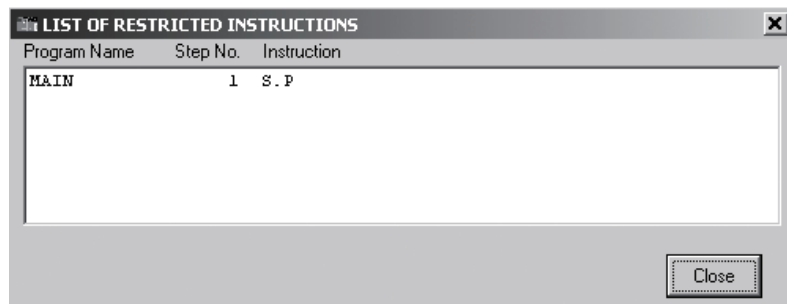 LIST OF RESTRICTED INSTRUCTIONS
Program Name Step No. Instruction
MAIN 1 S.P
Close